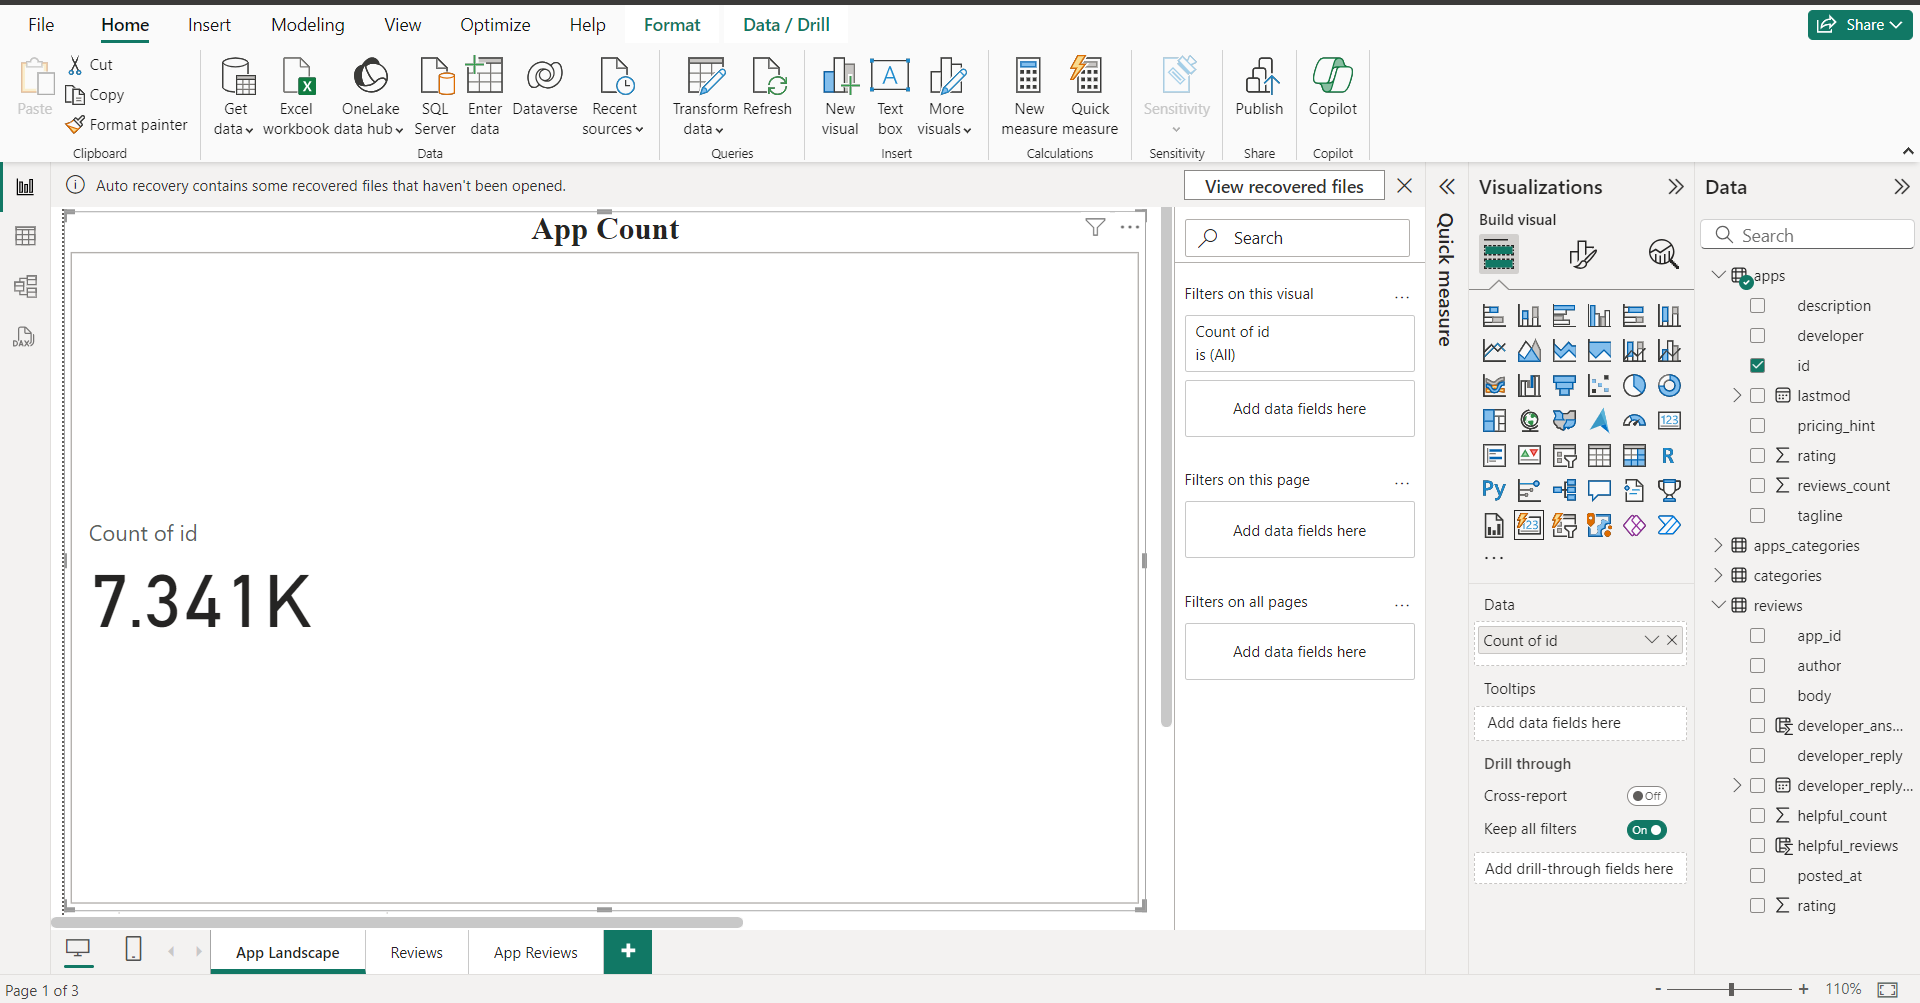 File
Home
Insert
Modeling
View
Optimize
Help
Format
Data / Drill
Share
Paste
Cut
Copy
Format painter
Clipboard
Get data
Excel workbook
OneLake data hub
SQL Server
Enter data
Dataverse
Recent sources
Data
Transform data
Refresh
Queries
New visual
Text box
More visuals
Insert
New measure
Quick measure
Calculations
Sensitivity
Sensitivity
Publish
Share
Copilot
Copilot
Auto recovery contains some recovered files that haven't been opened.
View recovered files
App Count
Count of id
7.341K
Search
Filters on this visual
...
Count of id
is (All)
Add data fields here
Filters on this page
...
Add data fields here
Filters on all pages
...
Add data fields here
Quick measure
Visualizations
Build visual
123
R
Py
123
...
Data
Count of id
Tooltips
Add data fields here
Drill through
Cross-report
Off
Keep all filters
On
Add drill-through fields here
Data
Search
apps
description
developer
id
lastmod
pricing_hint
rating
reviews_count
tagline
apps_categories
categories
reviews
app_id
author
body
developer_ans...
developer_reply
developer_reply...
helpful_count
helpful_reviews
posted_at
rating
DAX
App Landscape
Reviews
App Reviews
+
Page 1 of 3
- + 110%